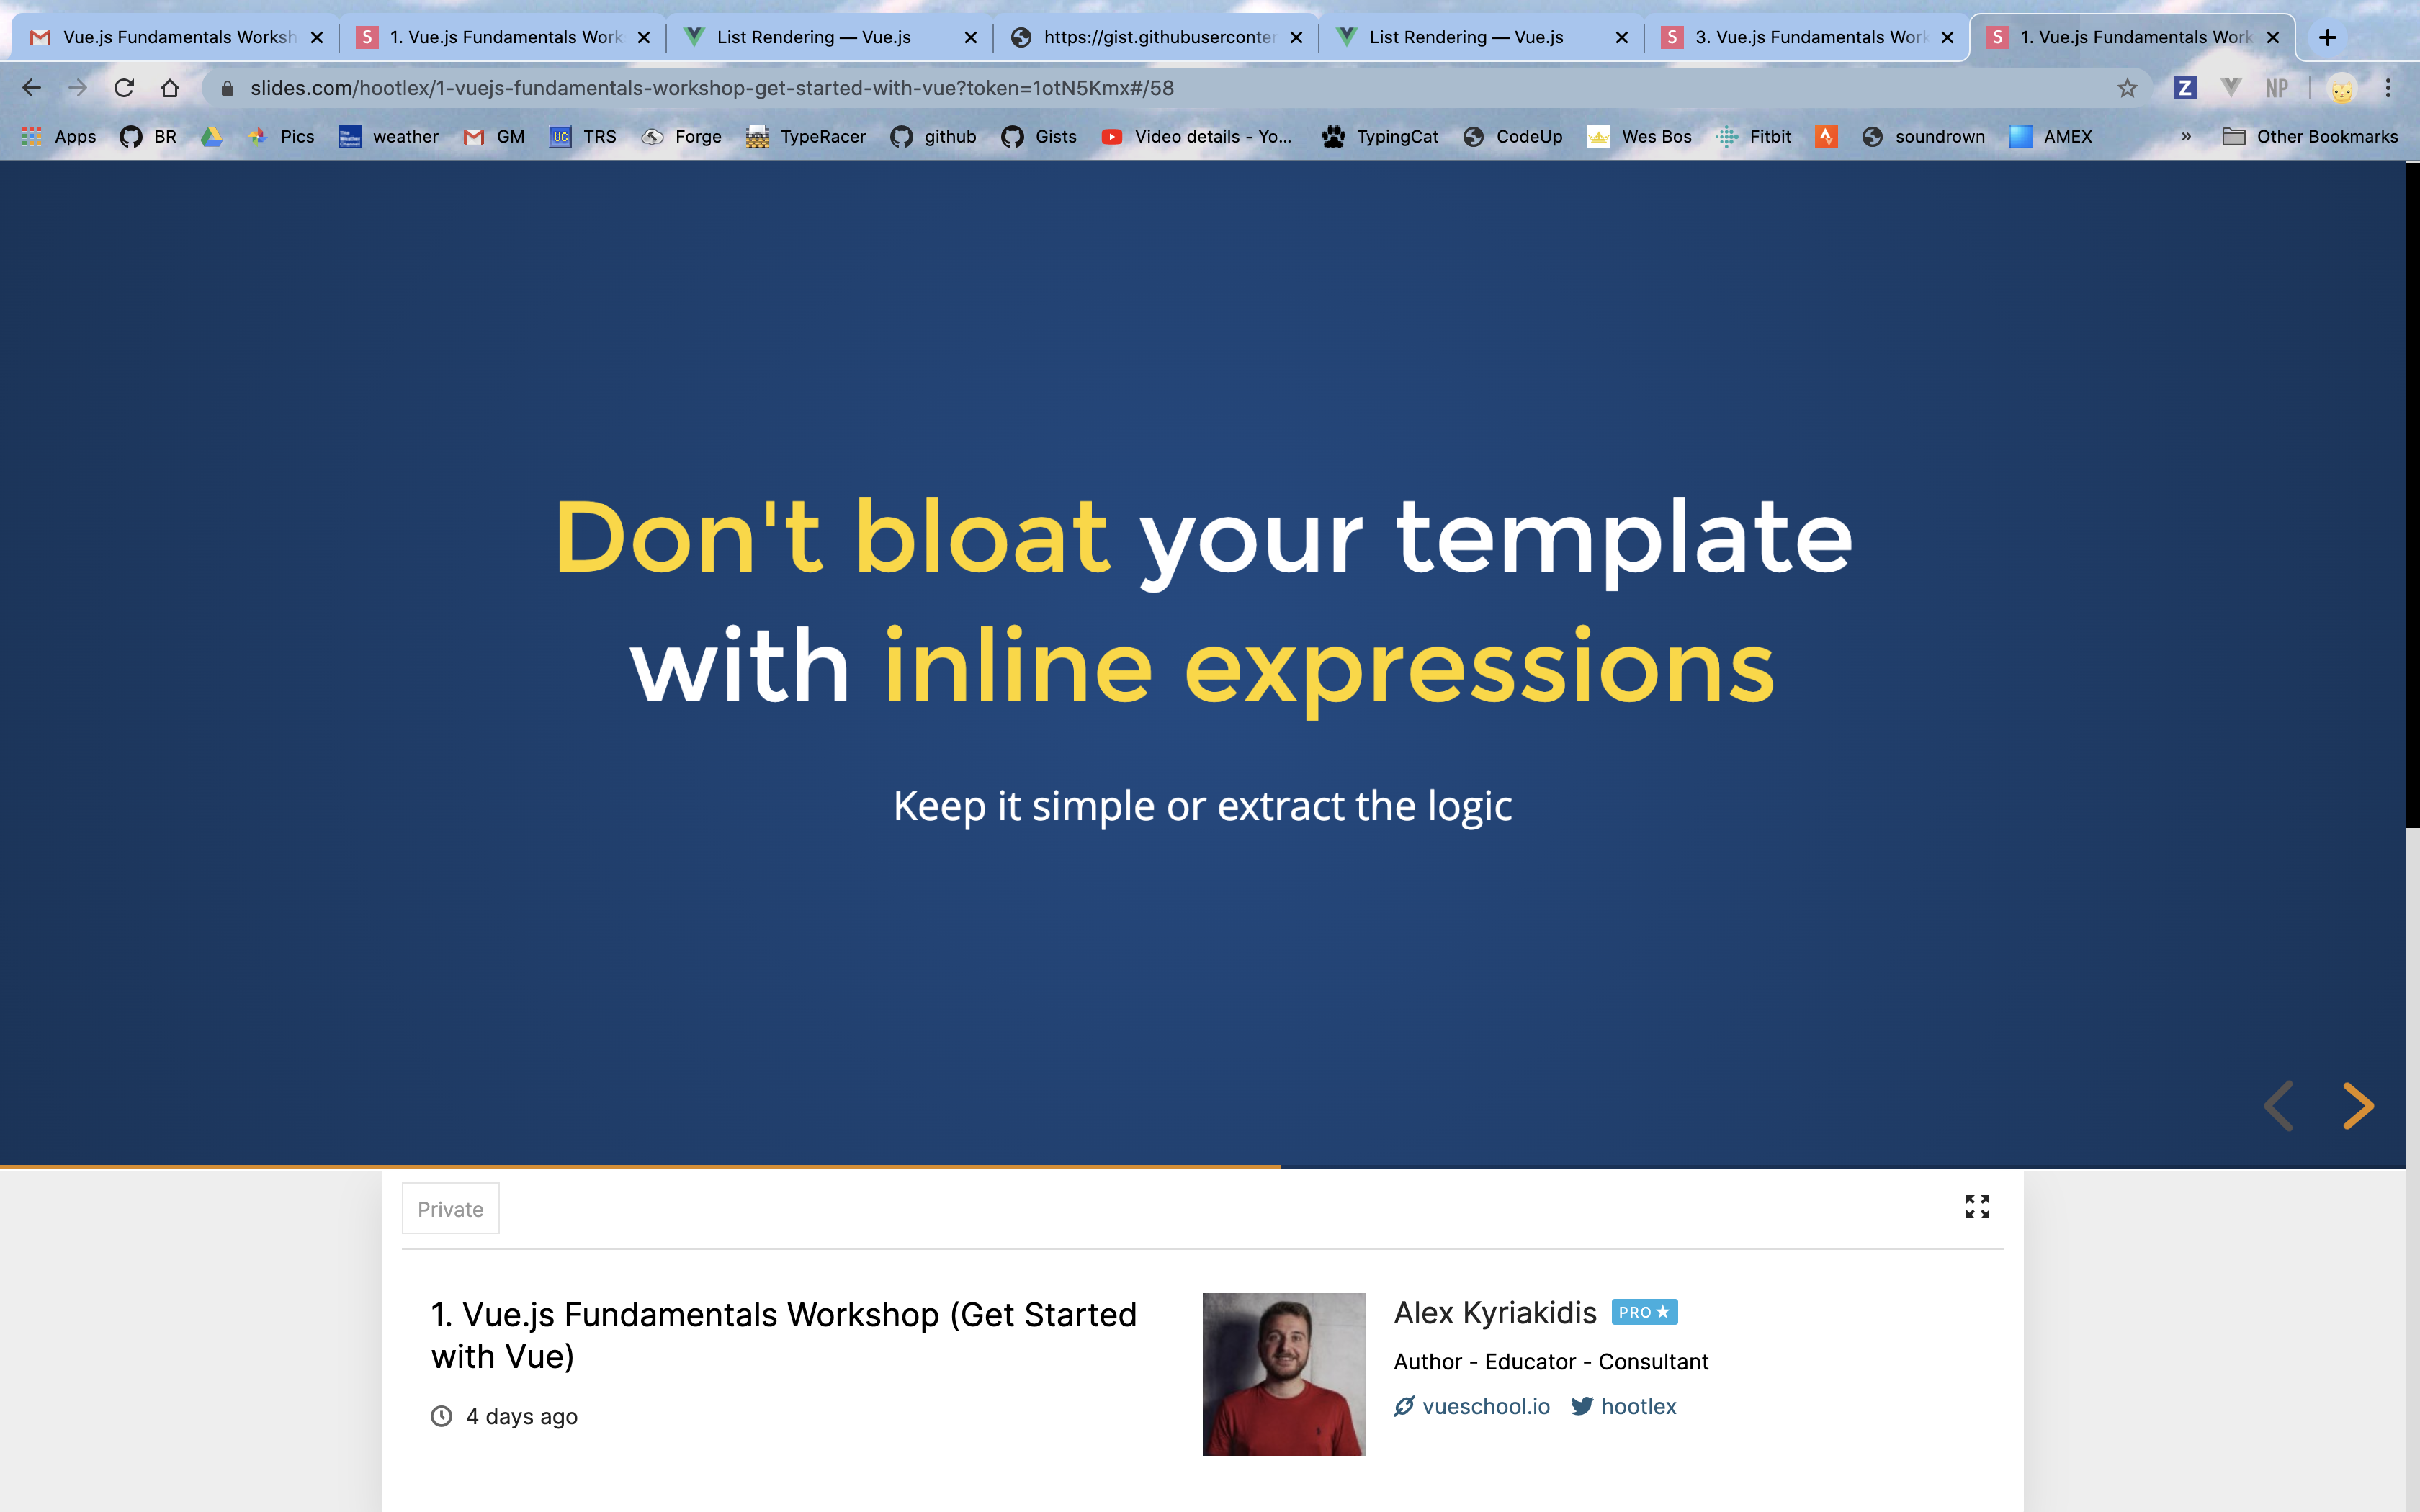 Vue.js Fundamentals Worksh
1. Vue.js Fundamentals Work
List Rendering — Vue.js
https://gist.githubuserconter
List Rendering — Vue.js
3. Vue.js Fundamentals Work
1. Vue.js Fundamentals Work
slides.com/hootlex/1-vuejs-fundamentals-workshop-get-started-with-vue?token=1otN5Kmx#/58
Z
NP
Apps
BR
Pics
weather
GM
UC
TRS
Forge
TypeRacer
github
Gists
Video details - Yo...
TypingCat
CodeUp
Wes Bos
Fitbit
soundrown
AMEX
»
Other Bookmarks
Don't bloat your template
with inline expressions
Keep it simple or extract the logic
Private
1. Vue.js Fundamentals Workshop (Get Started
with Vue)
4 days ago
Alex Kyriakidis PRO
Author - Educator - Consultant
vueschool.io hootlex